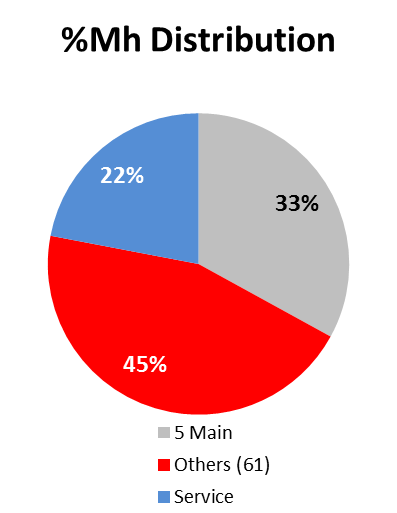 %Mh Distribution
22%
33%
45%
5 Main
Others (61)
Service